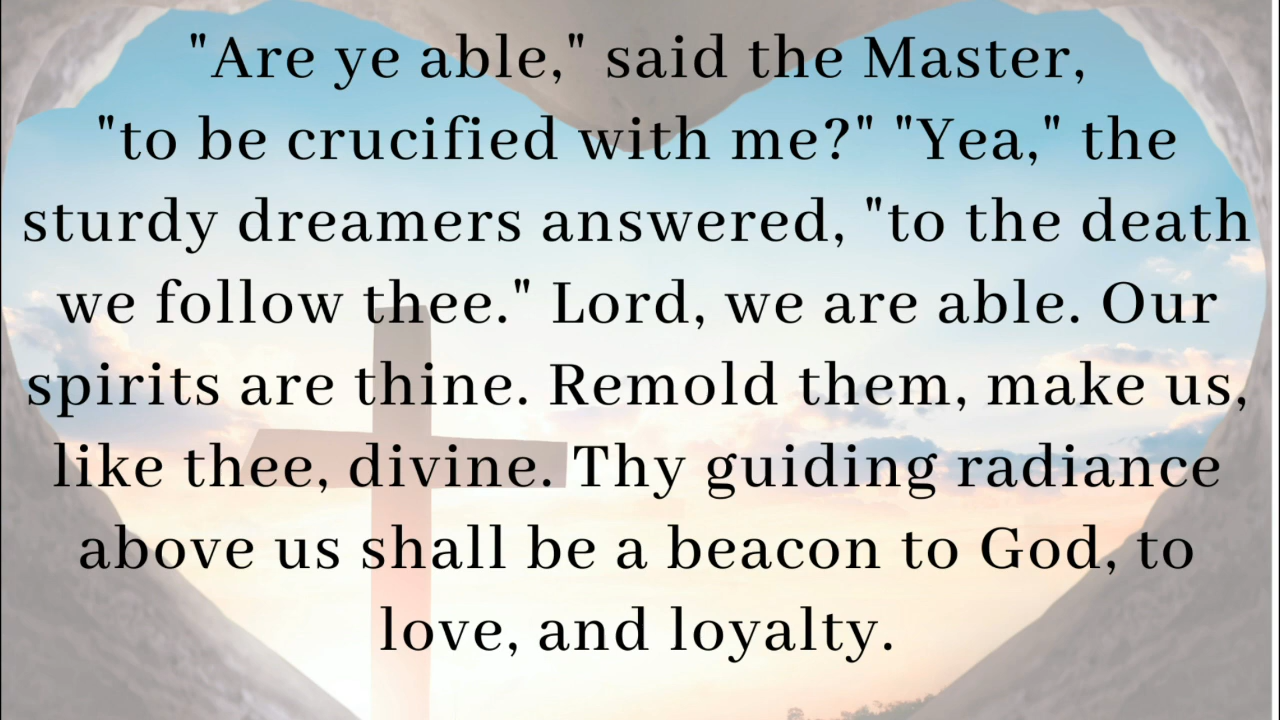 "Are ye able," said the Master,
"to be crucified with me?" "Yea," the
sturdy dreamers answered, "to the death
we follow thee." Lord, we are able. Our
spirits are thine. Remold them, make us,
like thee, divine. Thy guiding radiance
above us shall be a beacon to God, to
love, and loyalty.